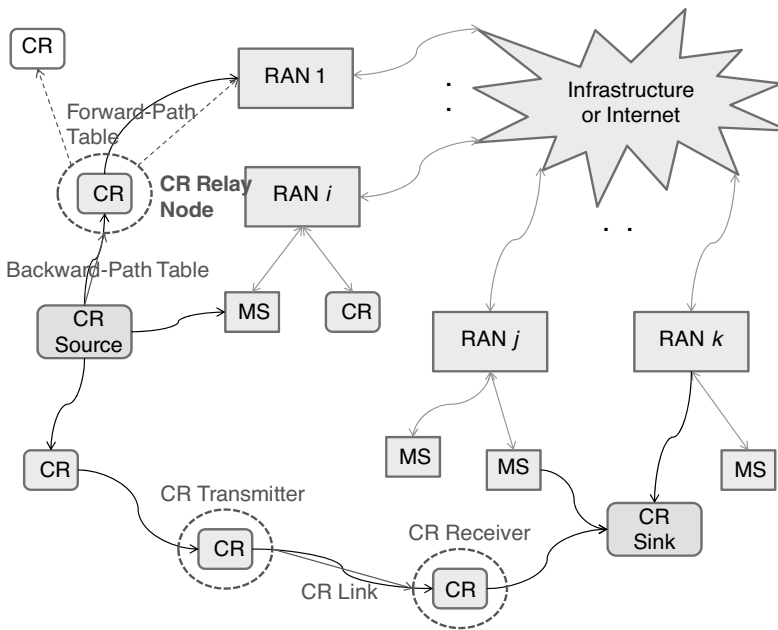 CR
RAN 1
Infrastructure
or Internet
Forward-Path
Table
CR
CR Relay
Node
RAN i
Backward-Path Table
MS
CR
CR
Source
RAN j
RAN k
MS
MS
MS
CR
CR Transmitter
CR
CR Receiver
CR
Sink
CR Link
CR